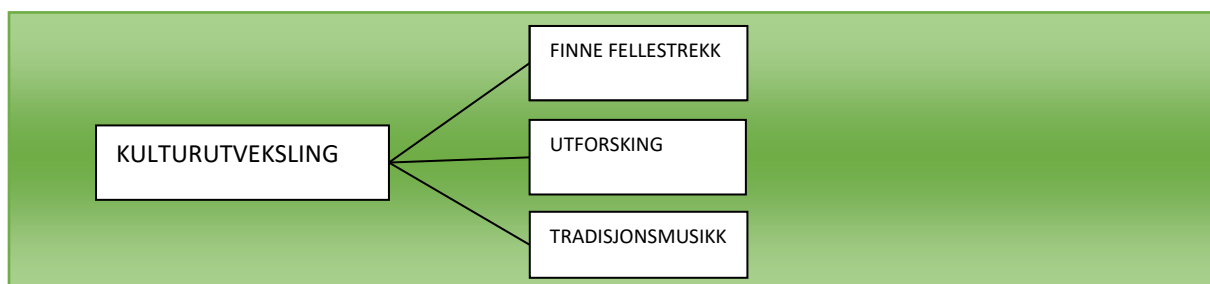 KULTURUTVEKSLING
FINNE FELLESTREKK
UTFORSKING
TRADISJONSMUSIKK